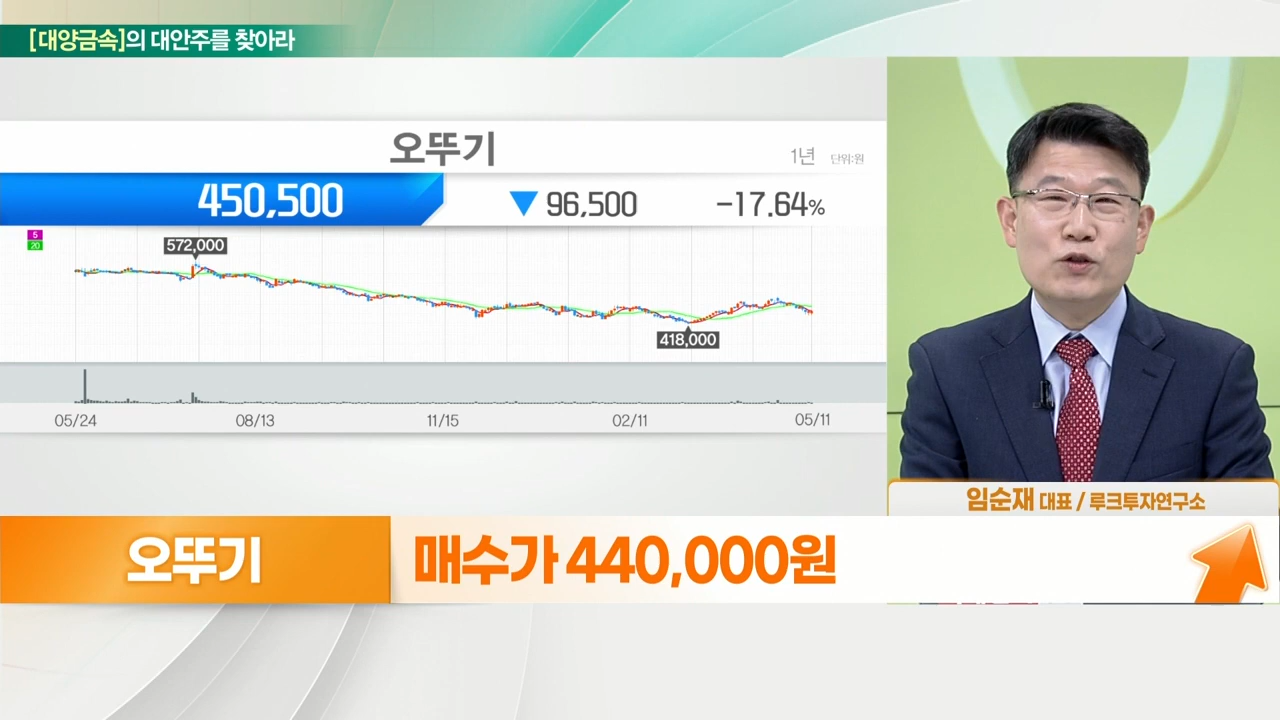 [대양금속]의 대안주를 찾아라
오뚜기
1년 단위:원
450,500 ▼ 96,500 -17.64%
5
20
572,000
418,000
05/24 08/13 11/15 02/11 05/11
임순재 대표 / 루크투자연구소
오뚜기 매수가 440,000원